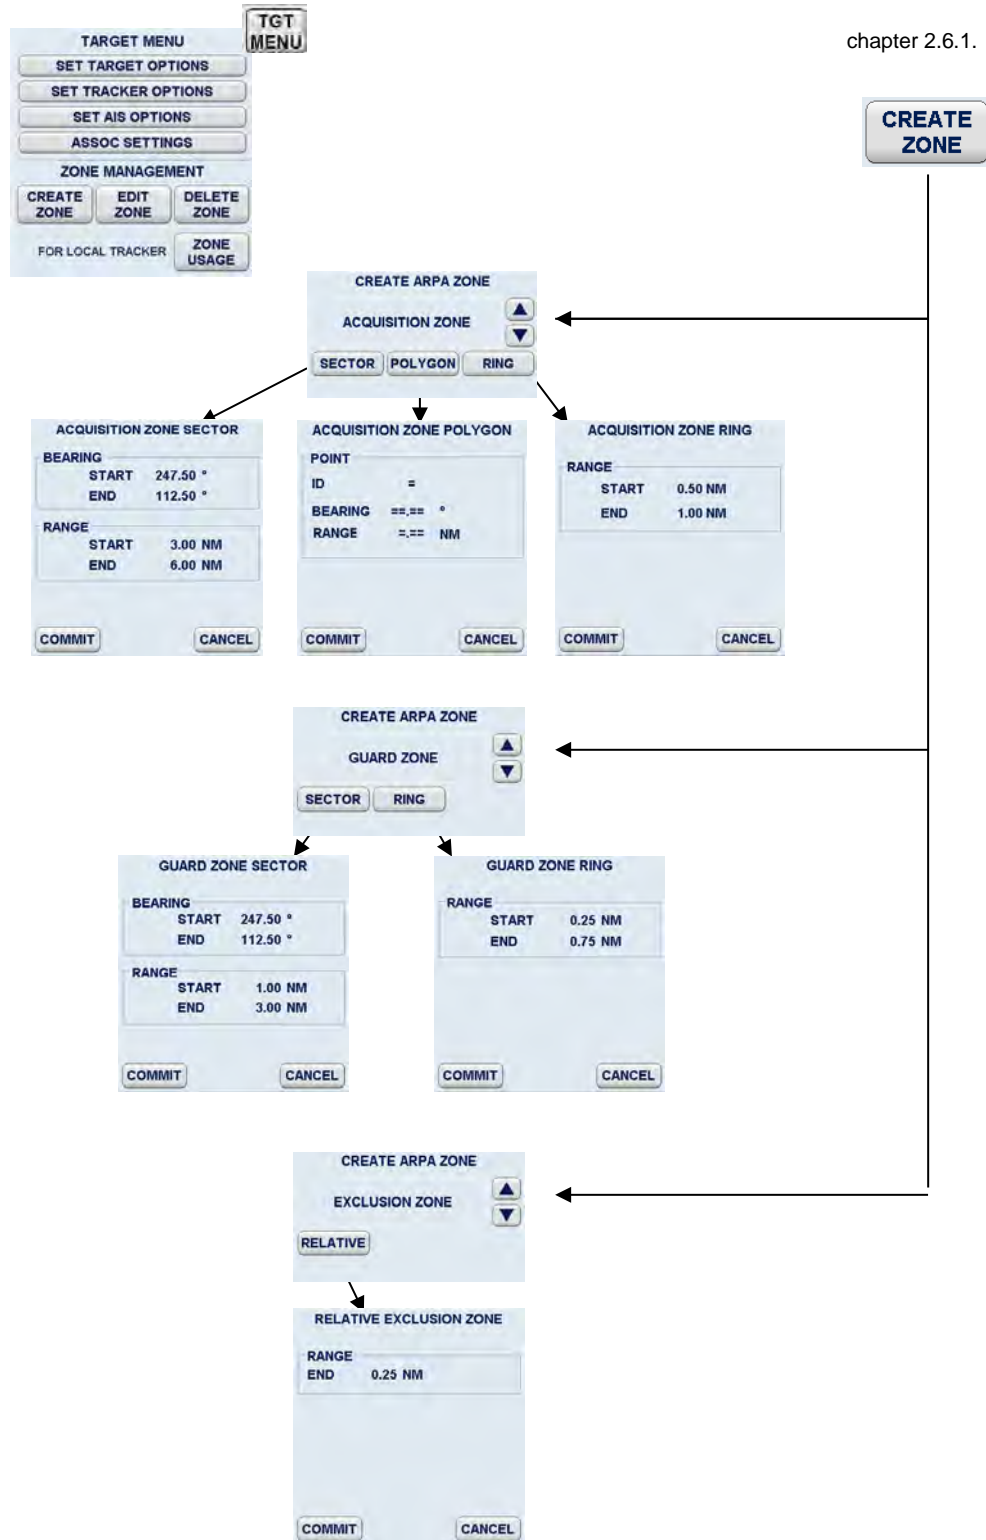 TGT
MENU
TARGET MENU
SET TARGET OPTIONS
SET TRACKER OPTIONS
SET AIS OPTIONS
ASSOC SETTINGS
ZONE MANAGEMENT
CREATE ZONE
EDIT ZONE
DELETE ZONE
FOR LOCAL TRACKER
ZONE USAGE
chapter 2.6.1.
CREATE
ZONE
CREATE ARPA ZONE
ACQUISITION ZONE
SECTOR POLYGON RING
ACQUISITION ZONE SECTOR
BEARING
START 247.50 °
END 112.50 °
RANGE
START 3.00 NM
END 6.00 NM
COMMIT CANCEL
ACQUISITION ZONE POLYGON
POINT
ID =
BEARING ==.== °
RANGE =.== NM
COMMIT CANCEL
ACQUISITION ZONE RING
RANGE
START 0.50 NM
END 1.00 NM
COMMIT CANCEL
CREATE ARPA ZONE
GUARD ZONE
SECTOR RING
GUARD ZONE SECTOR
BEARING
START 247.50 °
END 112.50 °
RANGE
START 1.00 NM
END 3.00 NM
COMMIT CANCEL
GUARD ZONE RING
RANGE
START 0.25 NM
END 0.75 NM
COMMIT CANCEL
CREATE ARPA ZONE
EXCLUSION ZONE
RELATIVE
RELATIVE EXCLUSION ZONE
RANGE
END 0.25 NM
COMMIT CANCEL